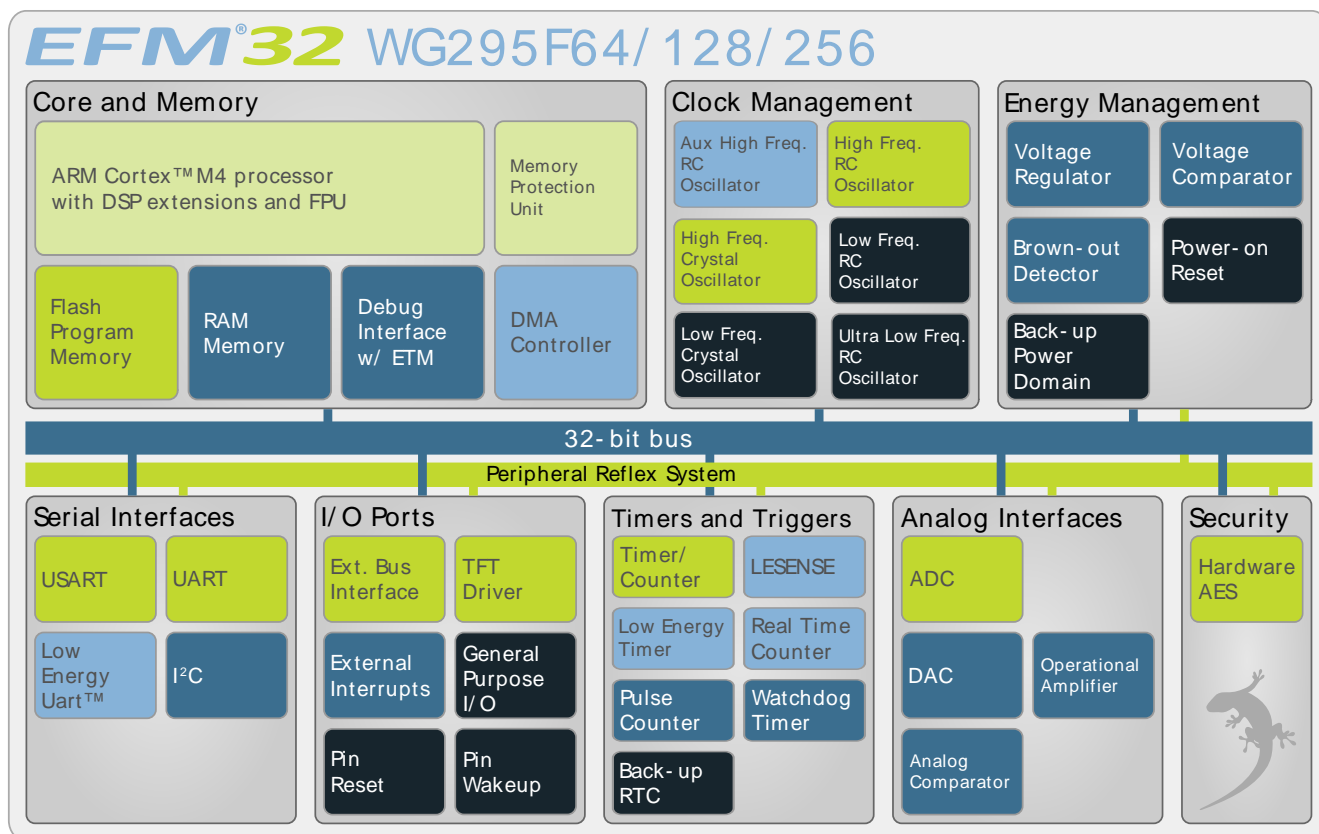 EFM®32 WG295F64/128/256
Core and Memory
ARM Cortex™ M4 processor
with DSP extensions and FPU
Memory
Protection
Unit
Flash
Program
Memory
RAM
Memory
Debug
Interface
w/ ETM
DMA
Controller
Clock Management
Aux High Freq.
RC
Oscillator
High Freq.
RC
Oscillator
High Freq.
Crystal
Oscillator
Low Freq.
RC
Oscillator
Low Freq.
Crystal
Oscillator
Ultra Low Freq.
RC
Oscillator
Energy Management
Voltage
Regulator
Voltage
Comparator
Brown-out
Detector
Power-on
Reset
Back-up
Power
Domain
32-bit bus
Peripheral Reflex System
Serial Interfaces
USART
UART
Low
Energy
Uart™
I²C
I/O Ports
Ext. Bus
Interface
TFT
Driver
External
Interrupts
General
Purpose
I/O
Pin
Reset
Pin
Wakeup
Timers and Triggers
Timer/
Counter
LESENSE
Low Energy
Timer
Real Time
Counter
Pulse
Counter
Watchdog
Timer
Back-up
RTC
Analog Interfaces
ADC
DAC
Operational
Amplifier
Analog
Comparator
Security
Hardware
AES